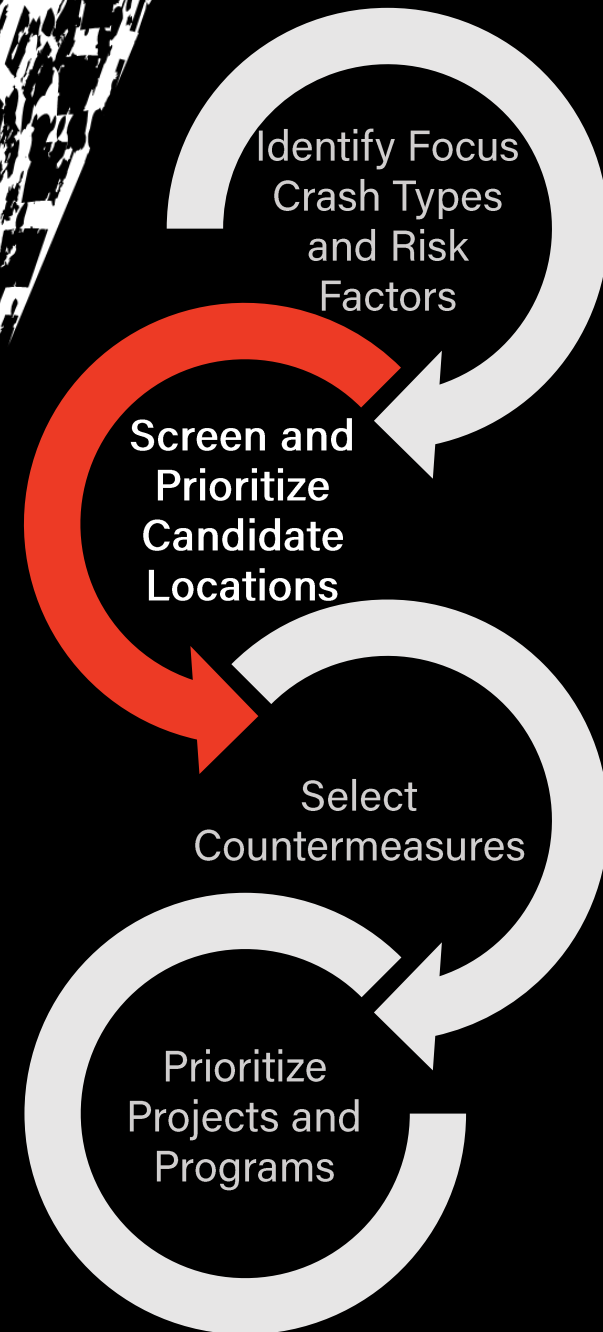 Identify Focus
Crash Types
and Risk
Factors
Screen and
Prioritize
Candidate
Locations
Select
Countermeasures
Prioritize
Projects and
Programs